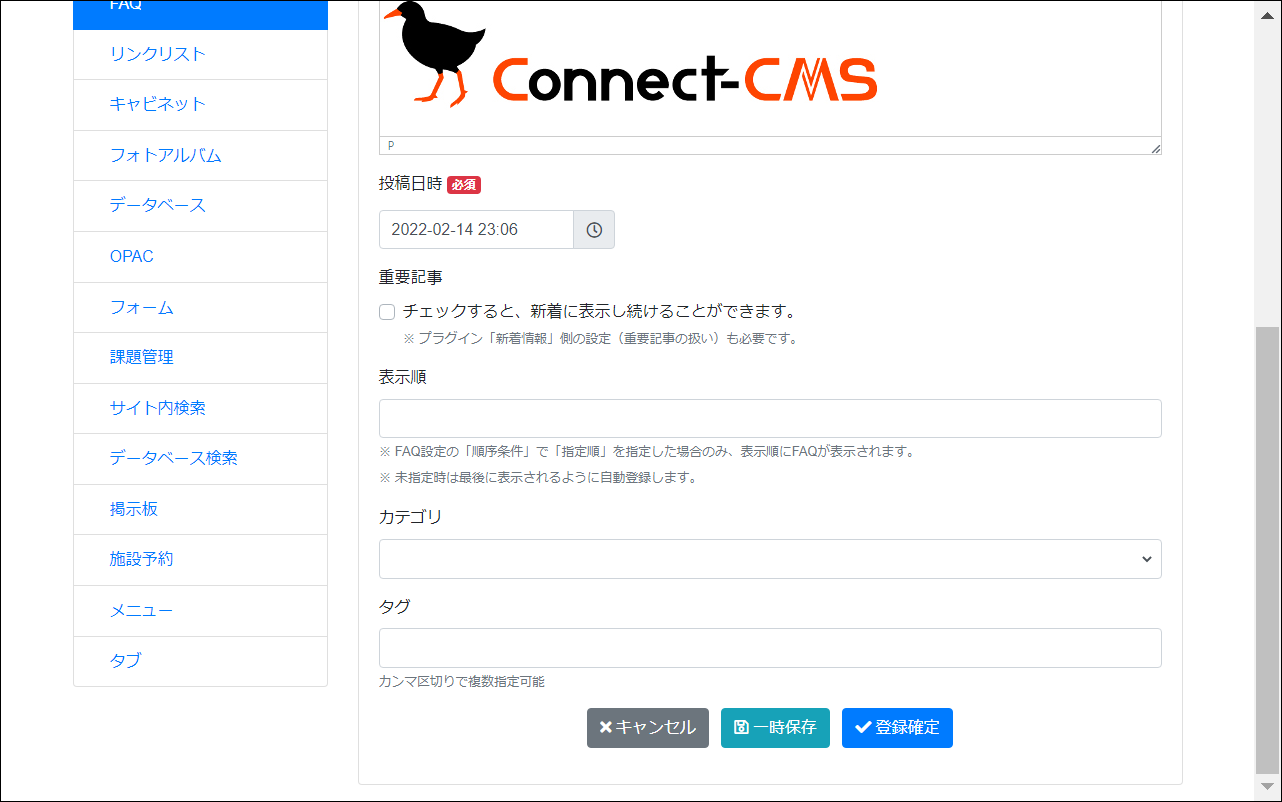 FAQ
リンクリスト
キャビネット
フォトアルバム
データベース
OPAC
フォーム
課題管理
サイト内検索
データベース検索
掲示板
施設予約
メニュー
タブ
Connect-CMS
P
投稿日時 必須
2022-02-14 23:06
重要記事
チェックすると、新着に表示し続けることができます。
※ プラグイン「新着情報」側の設定（重要記事の扱い）も必要です。
表示順
※ FAQ設定の「順序条件」で「指定順」を指定した場合のみ、表示順にFAQが表示されます。
※ 未指定時は最後に表示されるように自動登録します。
カテゴリ
タグ
カンマ区切りで複数指定可能
キャンセル 一時保存 登録確定